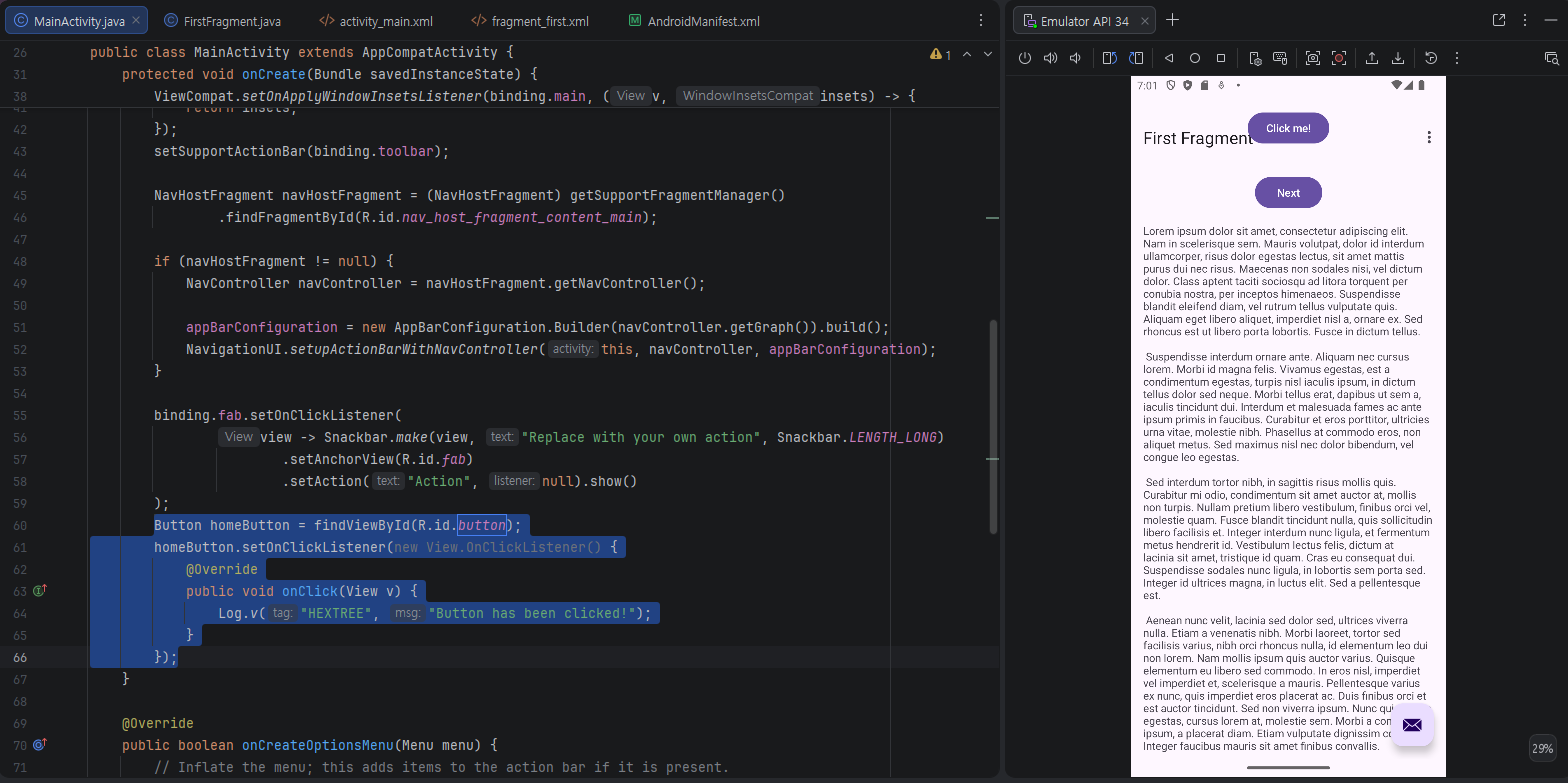 MainActivity.java
FirstFragment.java
activity_main.xml
fragment_first.xml
AndroidManifest.xml
1
26 public class MainActivity extends AppCompatActivity {
31 protected void onCreate(Bundle savedInstanceState) {
38 ViewCompat.setOnApplyWindowInsetsListener(binding.main, ( View v, WindowInsetsCompat insets) -> {
41 return insets;
42 });
43 setSupportActionBar(binding.toolbar);
44
45 NavHostFragment navHostFragment = (NavHostFragment) getSupportFragmentManager()
46 .findFragmentById(R.id.nav_host_fragment_content_main);
47
48 if (navHostFragment != null) {
49 NavController navController = navHostFragment.getNavController();
50
51 appBarConfiguration = new AppBarConfiguration.Builder(navController.getGraph()).build();
52 NavigationUI.setupActionBarWithNavController( activity: this, navController, appBarConfiguration);
53 }
54
55 binding.fab.setOnClickListener(
56 View view -> Snackbar.make(view, text: "Replace with your own action", Snackbar.LENGTH_LONG)
57 .setAnchorView(R.id.fab)
58 .setAction( text: "Action", listener: null).show()
59 );
60 Button homeButton = findViewById(R.id.button);
61 homeButton.setOnClickListener(new View.OnClickListener() {
62 @Override
63 public void onClick(View v) {
64 Log.v( tag: "HEXTREE", msg: "Button has been clicked!");
65 }
66 });
67 }
68
69 @Override
70 public boolean onCreateOptionsMenu(Menu menu) {
71 // Inflate the menu; this adds items to the action bar if it is present.
Emulator API 34
7:01
Click me!
First Fragment
Next
Lorem ipsum dolor sit amet, consectetur adipiscing elit.
Nam in scelerisque sem. Mauris volutpat, dolor id interdum
ullamcorper, risus dolor egestas lectus, sit amet mattis
purus dui nec risus. Maecenas non sodales nisi, vel dictum
dolor. Class aptent taciti sociosqu ad litora torquent per
conubia nostra, per inceptos himenaeos. Suspendisse
blandit eleifend diam, vel rutrum tellus vulputate quis.
Aliquam eget libero aliquet, imperdiet nisl a, ornare ex. Sed
rhoncus est ut libero porta lobortis. Fusce in dictum tellus.
Suspendisse interdum ornare ante. Aliquam nec cursus
lorem. Morbi id magna felis. Vivamus egestas, est a
condimentum egestas, turpis nisl iaculis ipsum, in dictum
tellus dolor sed neque. Morbi tellus erat, dapibus ut sem a,
iaculis tincidunt dui. Interdum et malesuada fames ac ante
ipsum primis in faucibus. Curabitur et eros porttitor, ultricies
urna vitae, molestie nibh. Phasellus at commodo eros, non
aliquet metus. Sed maximus nisl nec dolor bibendum, vel
congue leo egestas.
Sed interdum tortor nibh, in sagittis risus mollis quis.
Curabitur mi odio, condimentum sit amet auctor at, mollis
non turpis. Nullam pretium libero vestibulum, finibus orci vel,
molestie quam. Fusce blandit tincidunt nulla, quis sollicitudin
libero facilisis et. Integer interdum nunc ligula, et fermentum
metus hendrerit id. Vestibulum lectus felis, dictum at
lacinia sit amet, tristique id quam. Cras eu consequat dui.
Suspendisse sodales nunc ligula, in lobortis sem porta sed.
Integer id ultrices magna, in luctus elit. Sed a pellentesque
est.
Aenean nunc velit, lacinia sed dolor sed, ultrices viverra
nulla. Etiam a venenatis nibh. Morbi laoreet, tortor sed
facilisis varius, nibh orci rhoncus nulla, id elementum leo dui
non lorem. Nam mollis ipsum quis auctor varius. Quisque
elementum eu libero sed commodo. In eros nisl, imperdiet
vel imperdiet et, scelerisque a mauris. Pellentesque varius
ex nunc, quis imperdiet eros placerat ac. Duis finibus orci et
est auctor tincidunt. Sed non viverra ipsum. Nunc qu
egestas, cursus lorem at, molestie sem. Morbi a con
ipsum, a placerat diam. Etiam vulputate dignissim co
Integer faucibus mauris sit amet finibus convallis.
29%